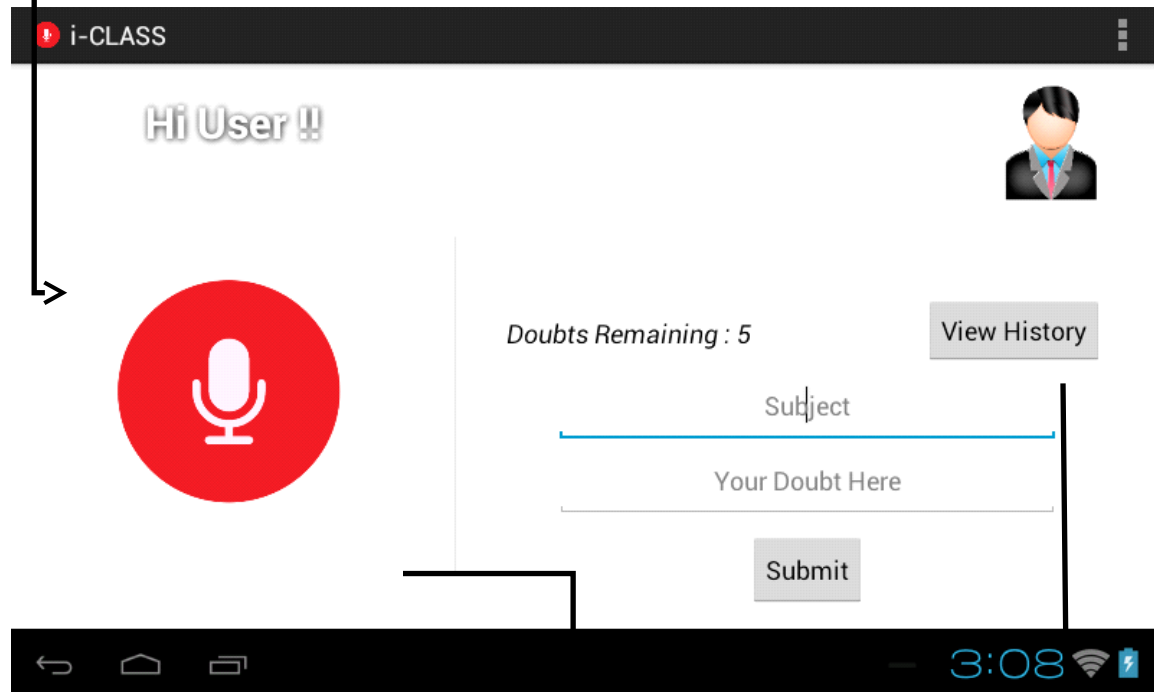 i-CLASS
Hi User !!
Doubts Remaining : 5
View History
Subject
Your Doubt Here
Submit
3:08